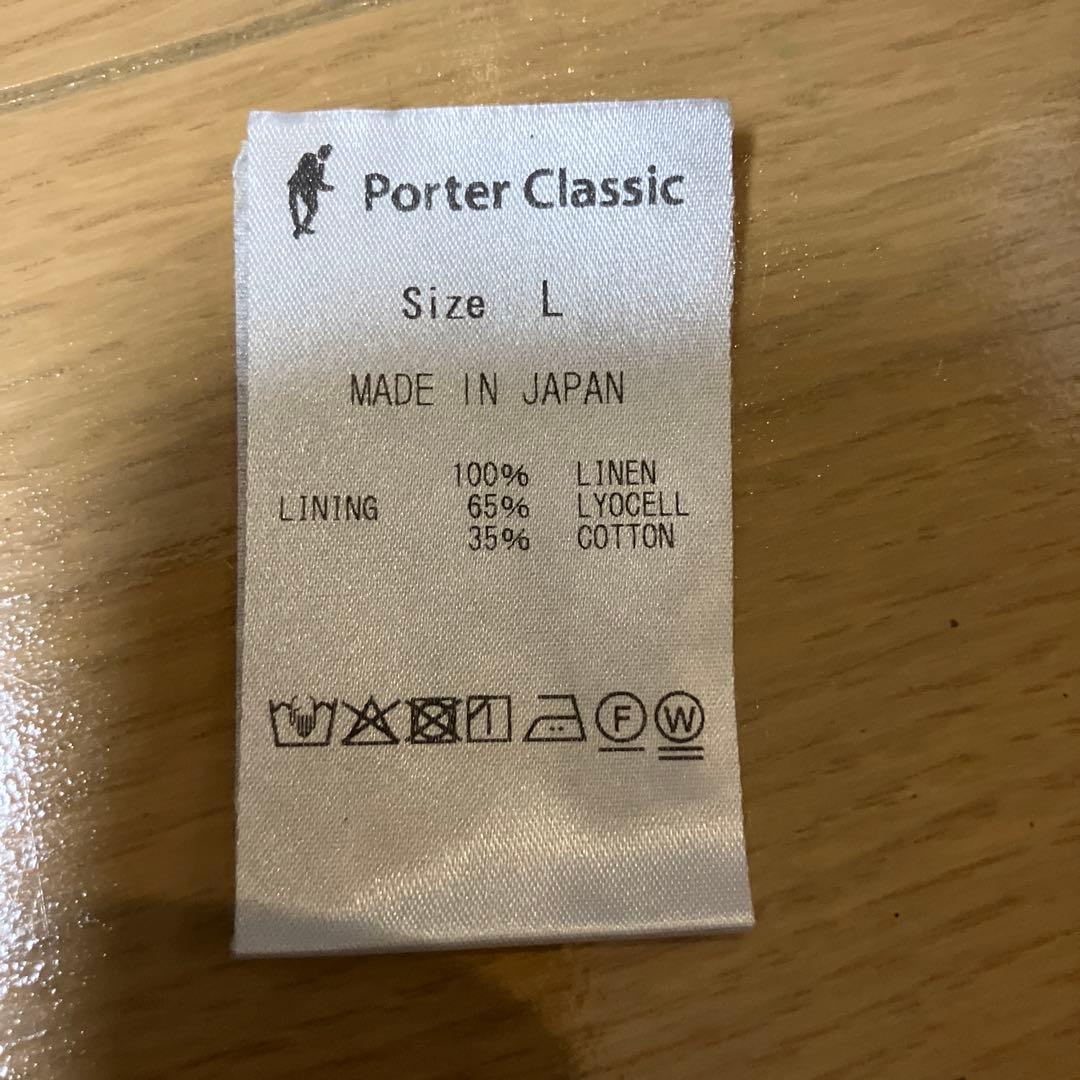 Porter Classic
Size L
MADE IN JAPAN
100% LINEN
LINING 65% LYOCELL
35% COTTON
F W